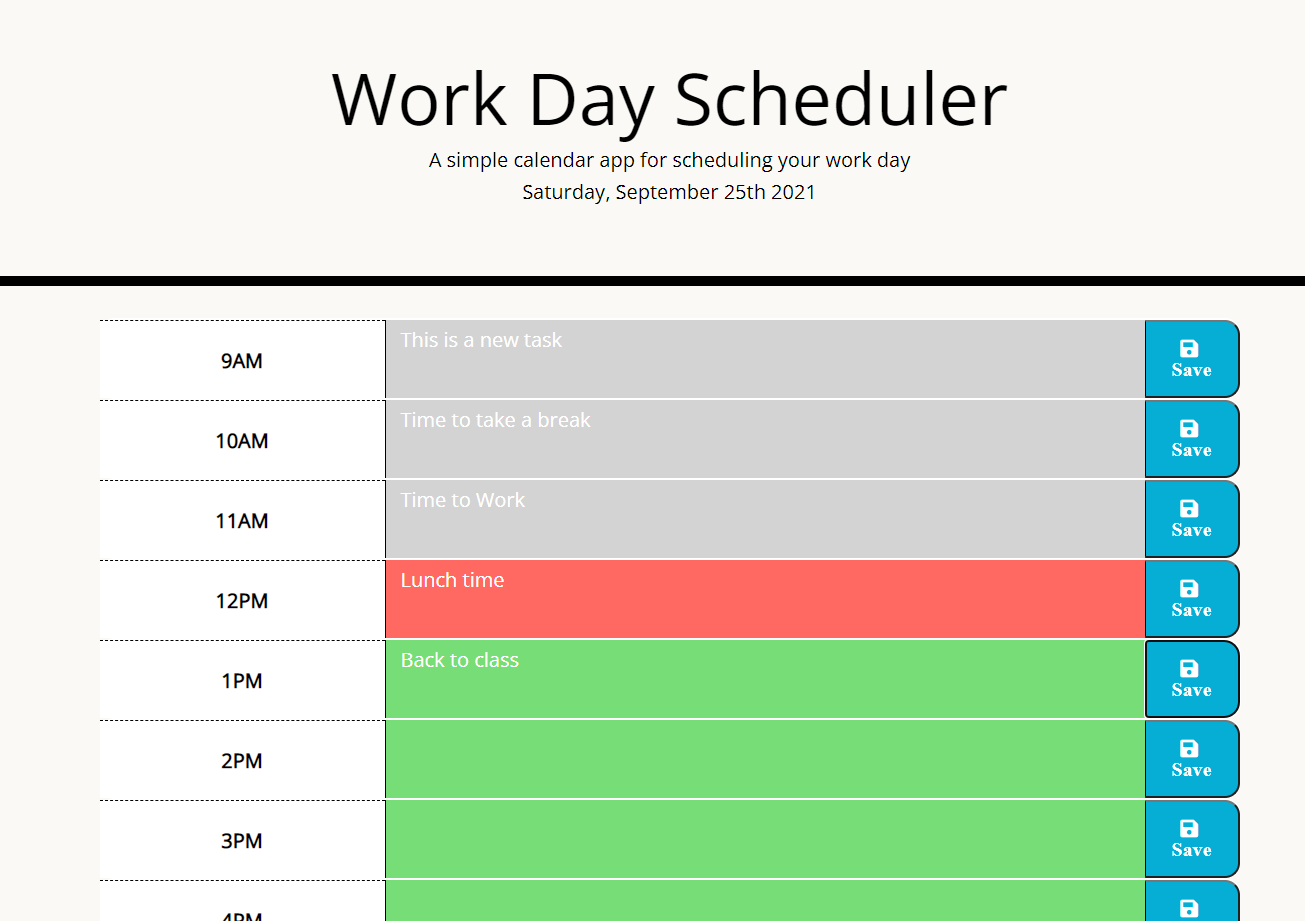 Work Day Scheduler
A simple calendar app for scheduling your work day
Saturday, September 25th 2021
9AM
This is a new task
Save
10AM
Time to take a break
Save
11AM
Time to Work
Save
12PM
Lunch time
Save
1PM
Back to class
Save
2PM
Save
3PM
Save
4PM